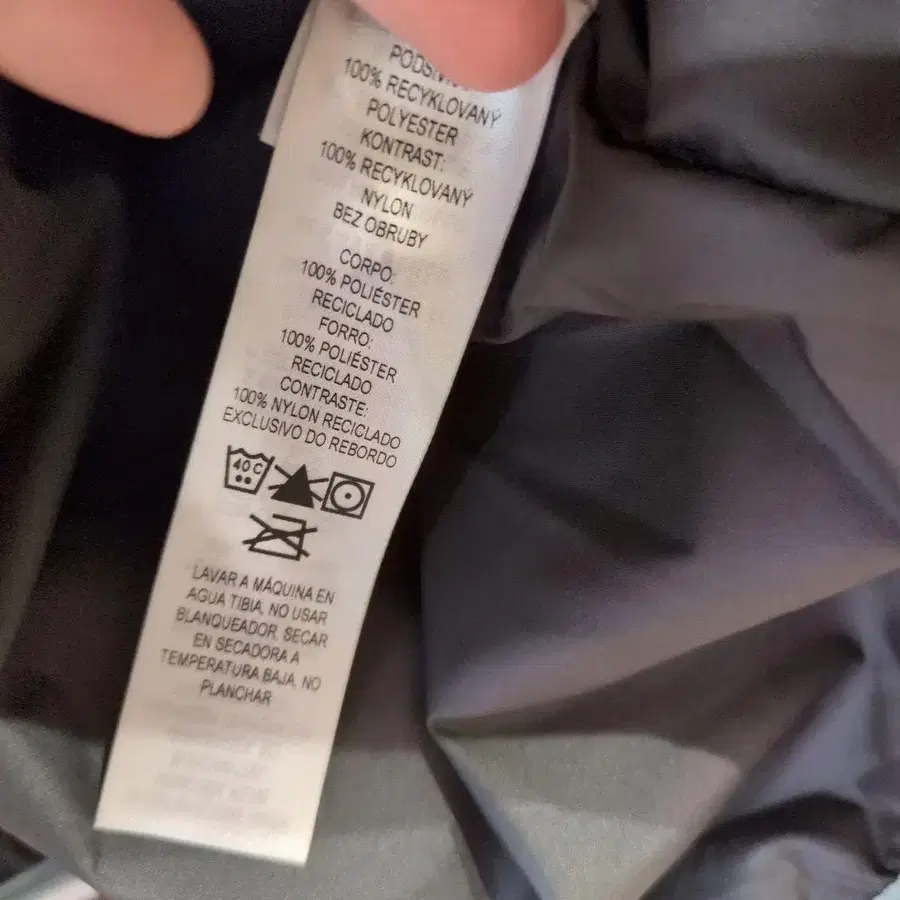 100% RECYKLOVANÝ
POLYESTER
KONTRAST:
100% RECYKLOVANÝ
NYLON
BEZ OBRUBY
CORPO:
100% POLIÉSTER
RECICLADO
FORRO:
100% POLIÉSTER
RECICLADO
CONTRASTE:
100% NYLON RECICLADO
EXCLUSIVO DO REBORDO
40 C
LAVAR A MÁQUINA EN
AGUA TIBIA, NO USAR
BLANQUEADOR, SECAR
EN SECADORA A
TEMPERATURA BAJA, NO
PLANCHAR